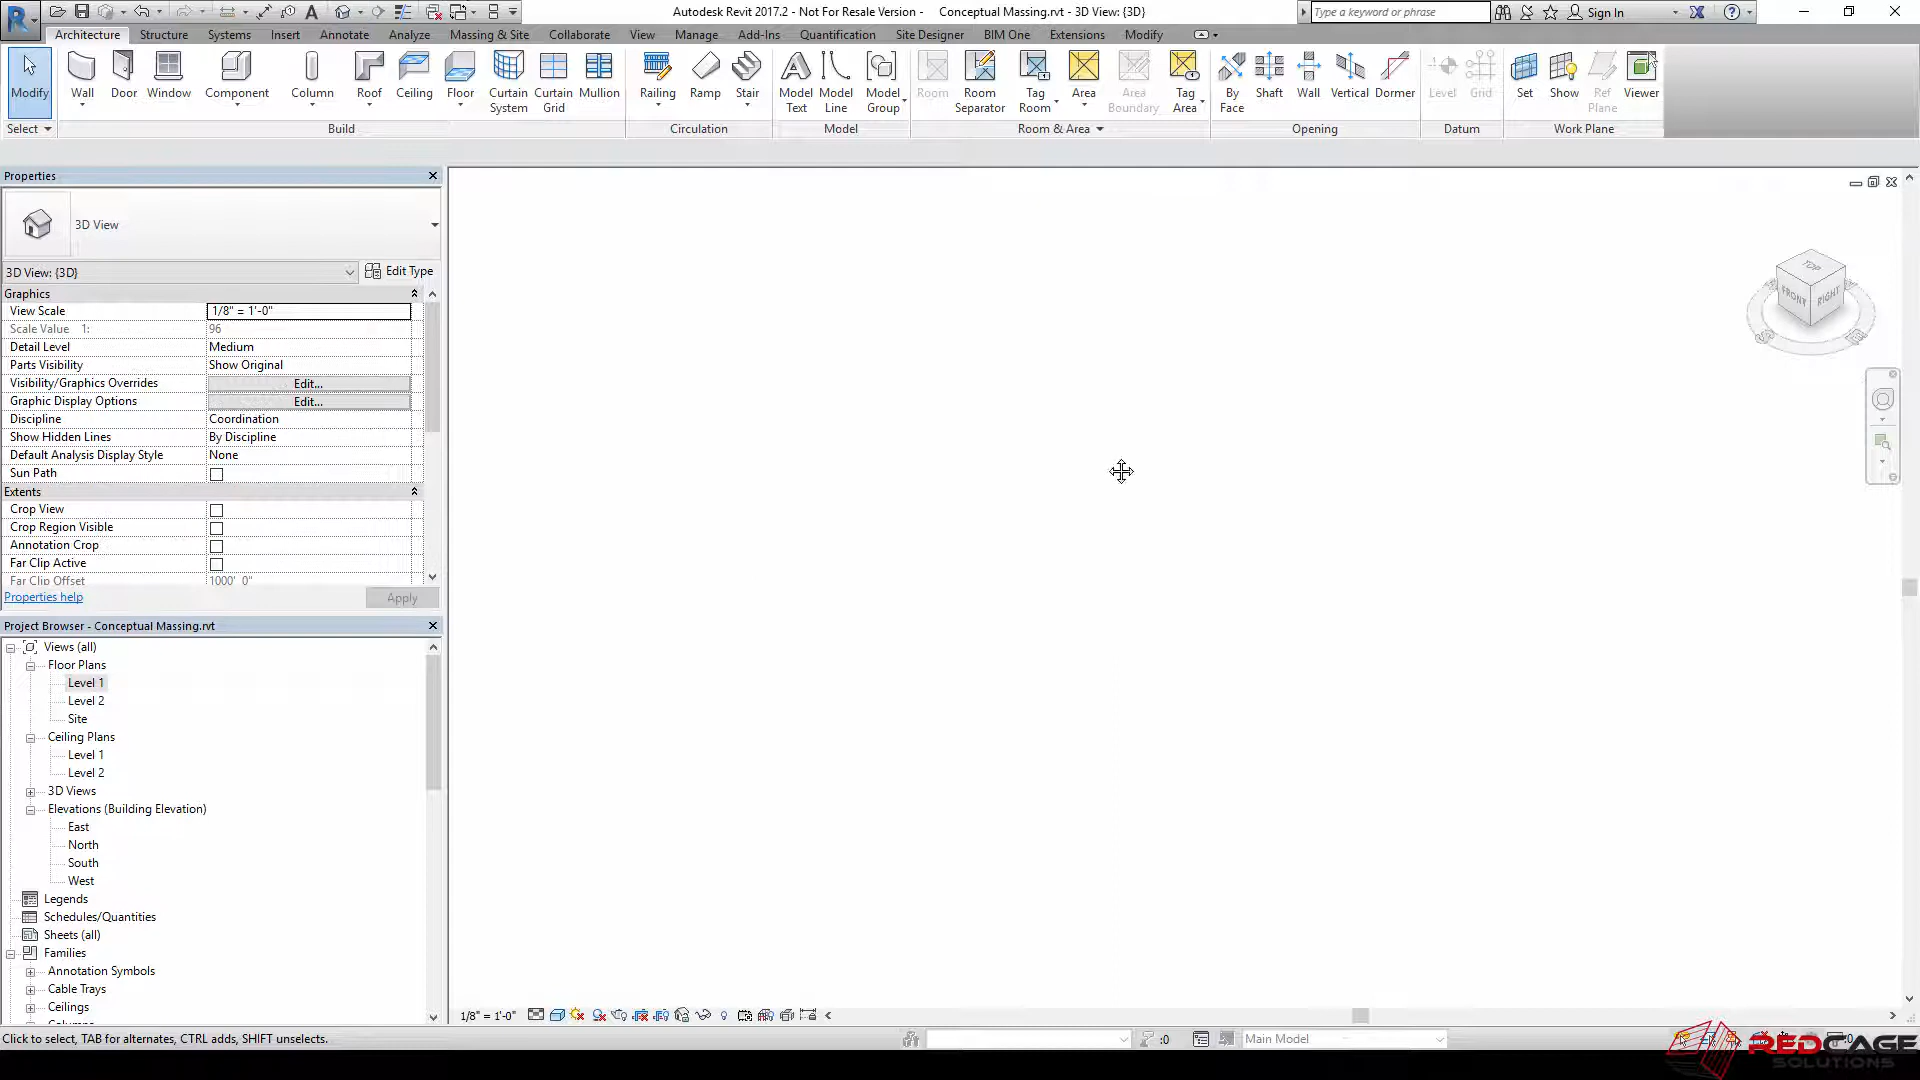 Autodesk Revit 2017.2 - Not For Resale Version - Conceptual Massing.rvt - 3D View: {3D} Type a keyword or phrase Sign In
Architecture Structure Systems Insert Annotate Analyze Massing & Site Collaborate View Manage Add-Ins Quantification Site Designer BIM One Extensions Modify
Modify Wall Door Window Component Column Roof Ceiling Floor Curtain System Curtain Grid Mullion Railing Ramp Stair Model Text Model Line Model Group Room Room Separator Tag Room Area Area Boundary Tag Area By Face Shaft Wall Vertical Dormer Level Grid Set Show Ref Plane Viewer
Select Build Circulation Model Room & Area Opening Datum Work Plane
Properties
3D View
3D View: {3D} Edit Type
Graphics
View Scale 1/8" = 1'-0"
Scale Value 1: 96
Detail Level Medium
Parts Visibility Show Original
Visibility/Graphics Overrides Edit...
Graphic Display Options Edit...
Discipline Coordination
Show Hidden Lines By Discipline
Default Analysis Display Style None
Sun Path
Extents
Crop View
Crop Region Visible
Annotation Crop
Far Clip Active
Far Clip Offset 1000' 0"
Properties help Apply
TOP
FRONT RIGHT
Project Browser - Conceptual Massing.rvt
Views (all)
Floor Plans
Level 1
Level 2
Site
Ceiling Plans
Level 1
Level 2
3D Views
Elevations (Building Elevation)
East
North
South
West
Legends
Schedules/Quantities
Sheets (all)
Families
Annotation Symbols
Cable Trays
Ceilings
1/8" = 1'-0"
Click to select, TAB for alternates, CTRL adds, SHIFT unselects. :0 Main Model
REDCAGE
SOLUTIONS